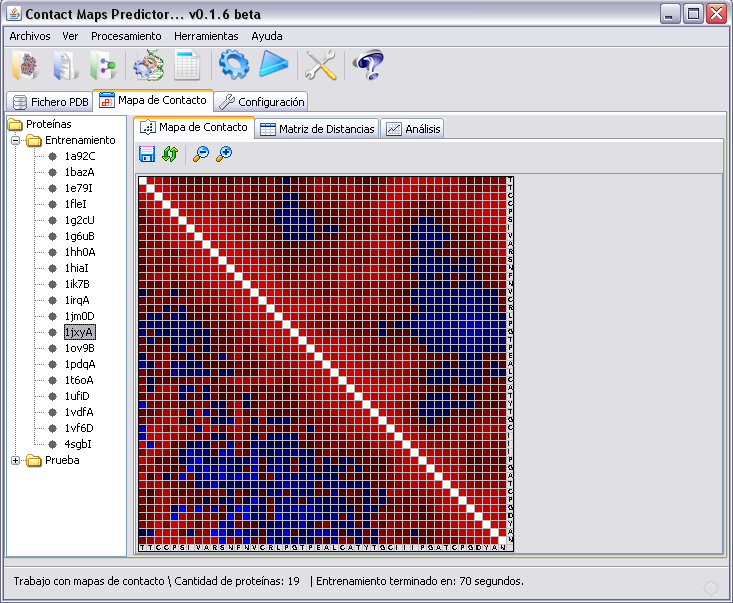 Contact Maps Predictor... v0.1.6 beta
Archivos Ver Procesamiento Herramientas Ayuda
Fichero PDB Mapa de Contacto Configuración
Proteínas
Entrenamiento
1a92C
1bazA
1e79I
1fleI
1g2cU
1g6uB
1hh0A
1hiaI
1ik7B
1irqA
1jm0D
1jxyA
1ov9B
1pdqA
1t6oA
1ufiD
1vdfA
1vf6D
4sgbI
Prueba
Mapa de Contacto Matriz de Distancias Análisis
T
T
C
C
P
S
I
V
A
R
S
N
F
N
V
C
R
L
P
G
T
P
E
A
L
C
A
T
Y
T
G
C
I
I
I
P
G
A
T
C
P
G
D
Y
A
N
T T C C P S I V A R S N F N V C R L P G T P E A L C A T Y T G C I I I P G A T C P G D Y A N
Trabajo con mapas de contacto \ Cantidad de proteínas: 19 | Entrenamiento terminado en: 70 segundos.